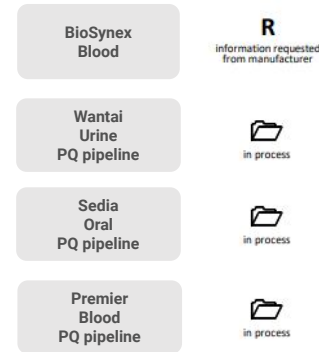 BioSynex
Blood
R
information requested
from manufacturer
Wantai
Urine
PQ pipeline
in process
Sedia
Oral
PQ pipeline
in process
Premier
Blood
PQ pipeline
in process